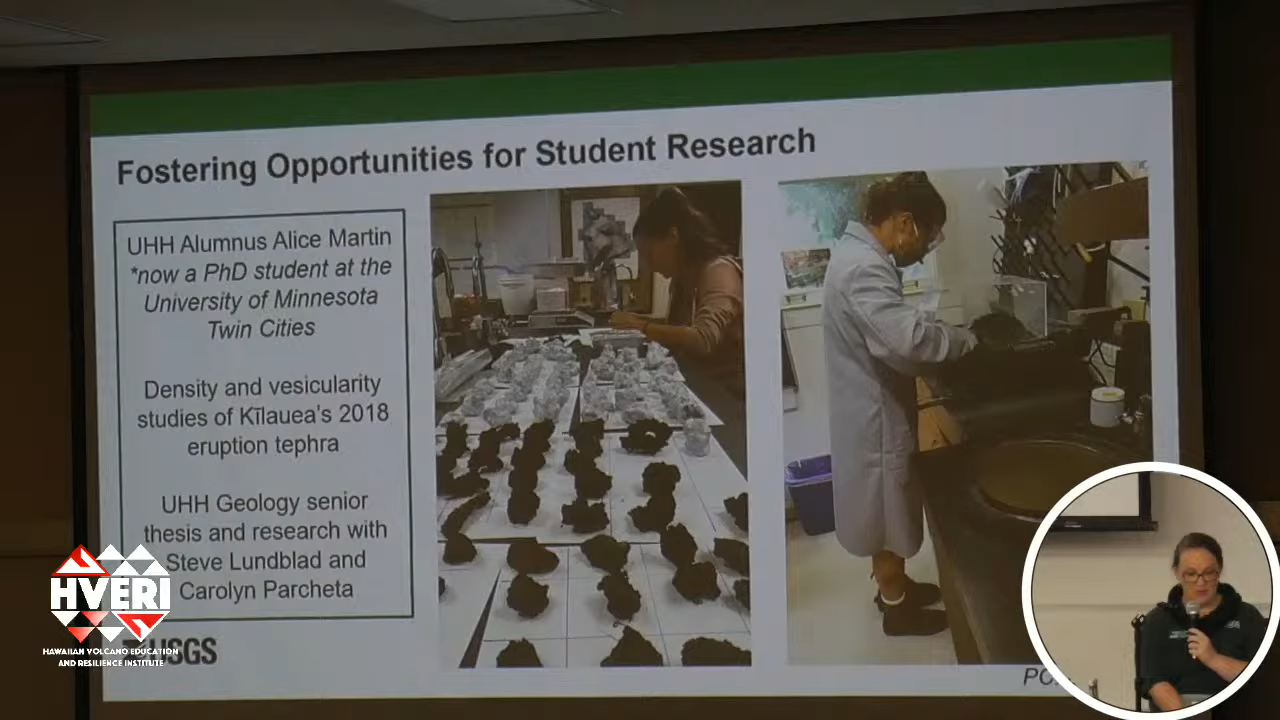 Fostering Opportunities for Student Research
UHH Alumnus Alice Martin
*now a PhD student at the
University of Minnesota
Twin Cities
Density and vesicularity
studies of Kīlauea's 2018
eruption tephra
UHH Geology senior
thesis and research with
Steve Lundblad and
Carolyn Parcheta
HVERI
HAWAIIAN VOLCANO EDUCATION
AND RESILIENCE INSTITUTE
USGS